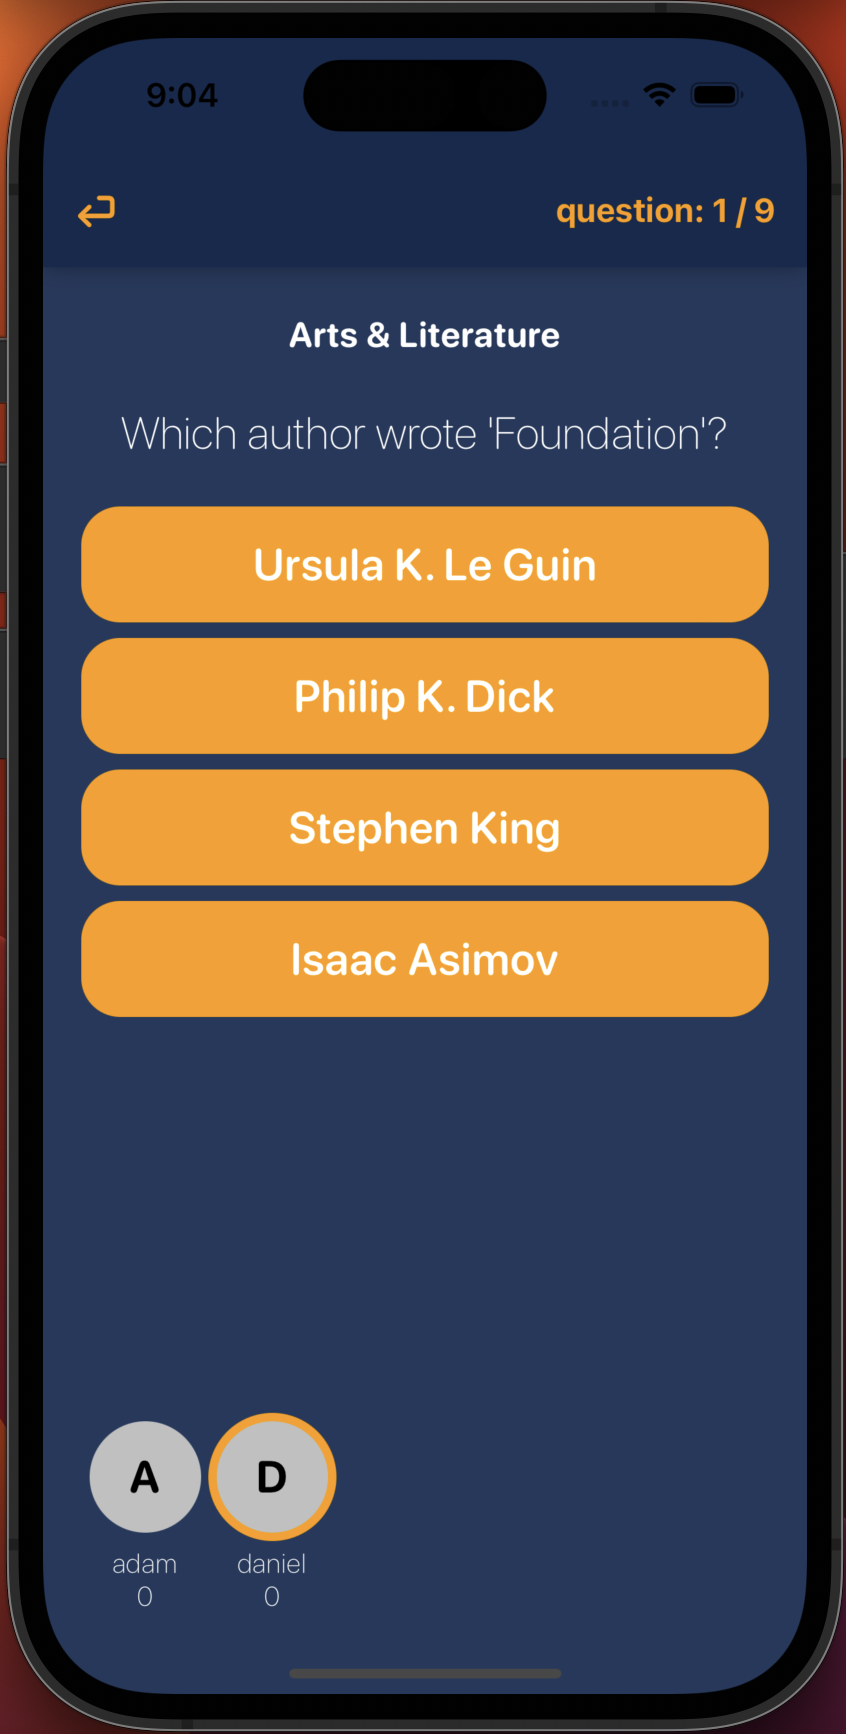 9:04
question: 1 / 9
Arts & Literature
Which author wrote 'Foundation'?
Ursula K. Le Guin
Philip K. Dick
Stephen King
Isaac Asimov
A D
adam daniel
0 0